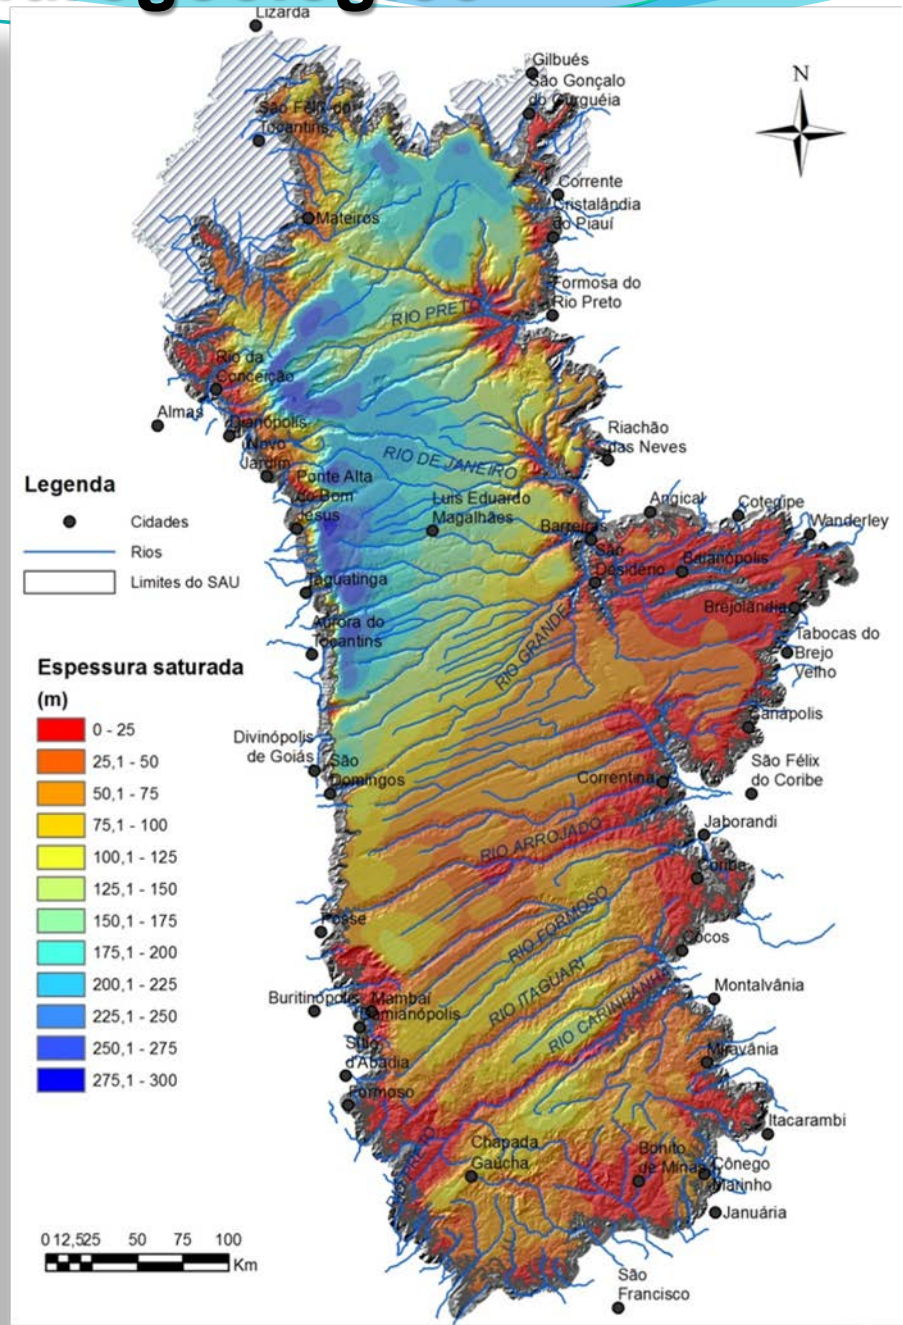 Lizarda
Gilbués
São Gonçalo
do Gurguéia
N
São Félix do
Tocantins
Corrente
Cristalândia
do Piauí
Mateiros
Formosa do
Rio Preto
RIO PRETO
Rio da
Conceição
Almas
Dianópolis
Novo
Jardim
Riachão
das Neves
RIO DE JANEIRO
Ponte Alta
do Bom
Jesus
Luis Eduardo
Magalhães
Angical
Cotegipe
Wanderley
Barreiras
São
Desidério
Baianópolis
Taguatinga
Brejolândia
Aurora do
Tocantins
RIO GRANDE
Tabocas do
Brejo
Velho
Canápolis
Divinópolis
de Goiás
São
Domingos
São Félix
do Coribe
Correntina
RIO ARROJADO
Jaborandi
Coribe
Posse
RIO FORMOSO
Cocos
RIO ITAGUARI
RIO CARINHANHA
Buritinópolis
Mambaí
Damianópolis
Montalvânia
Sítio
d'Abadia
Miravânia
Formoso
Itacarambi
Chapada
Gaúcha
Bonito
de Minas
Cônego
Marinho
Januária
São
Francisco
Legenda
Cidades
Rios
Limites do SAU
Espessura saturada
(m)
0 - 25
25,1 - 50
50,1 - 75
75,1 - 100
100,1 - 125
125,1 - 150
150,1 - 175
175,1 - 200
200,1 - 225
225,1 - 250
250,1 - 275
275,1 - 300
0 12,525 50 75 100
Km